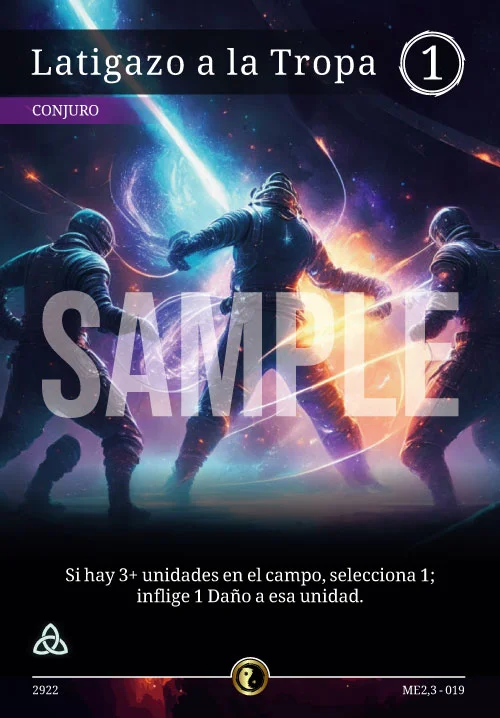 Latigazo a la Tropa 1
CONJURO
SAMPLE
Si hay 3+ unidades en el campo, selecciona 1;
inflige 1 Daño a esa unidad.
2922 ME2,3 - 019